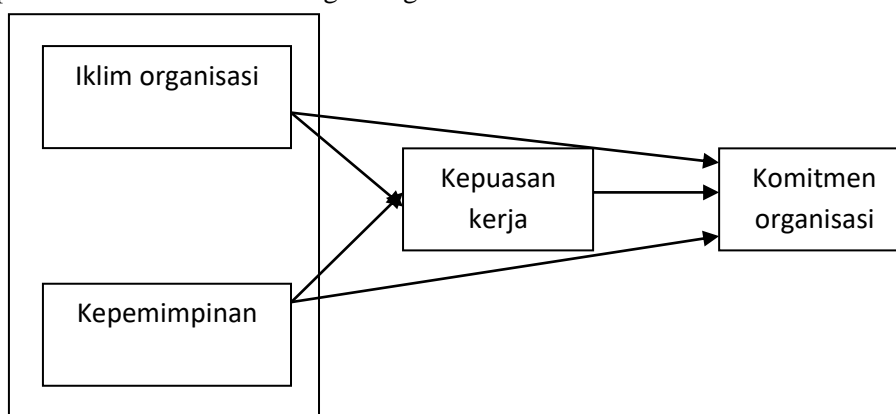 Iklim organisasi
Kepuasan
kerja
Komitmen
organisasi
Kepemimpinan